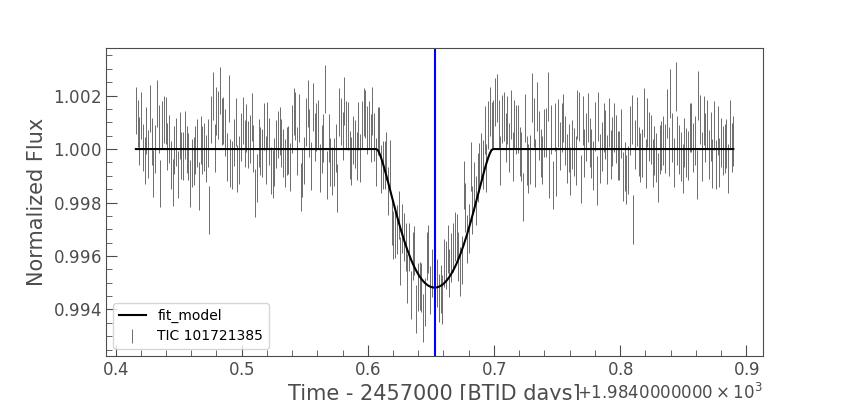 Normalized Flux
1.002
1.000
0.998
0.996
0.994
fit_model
TIC 101721385
0.4 0.5 0.6 0.7 0.8 0.9
Time - 2457000 [BTJD days]
+1.9840000000 × 10³